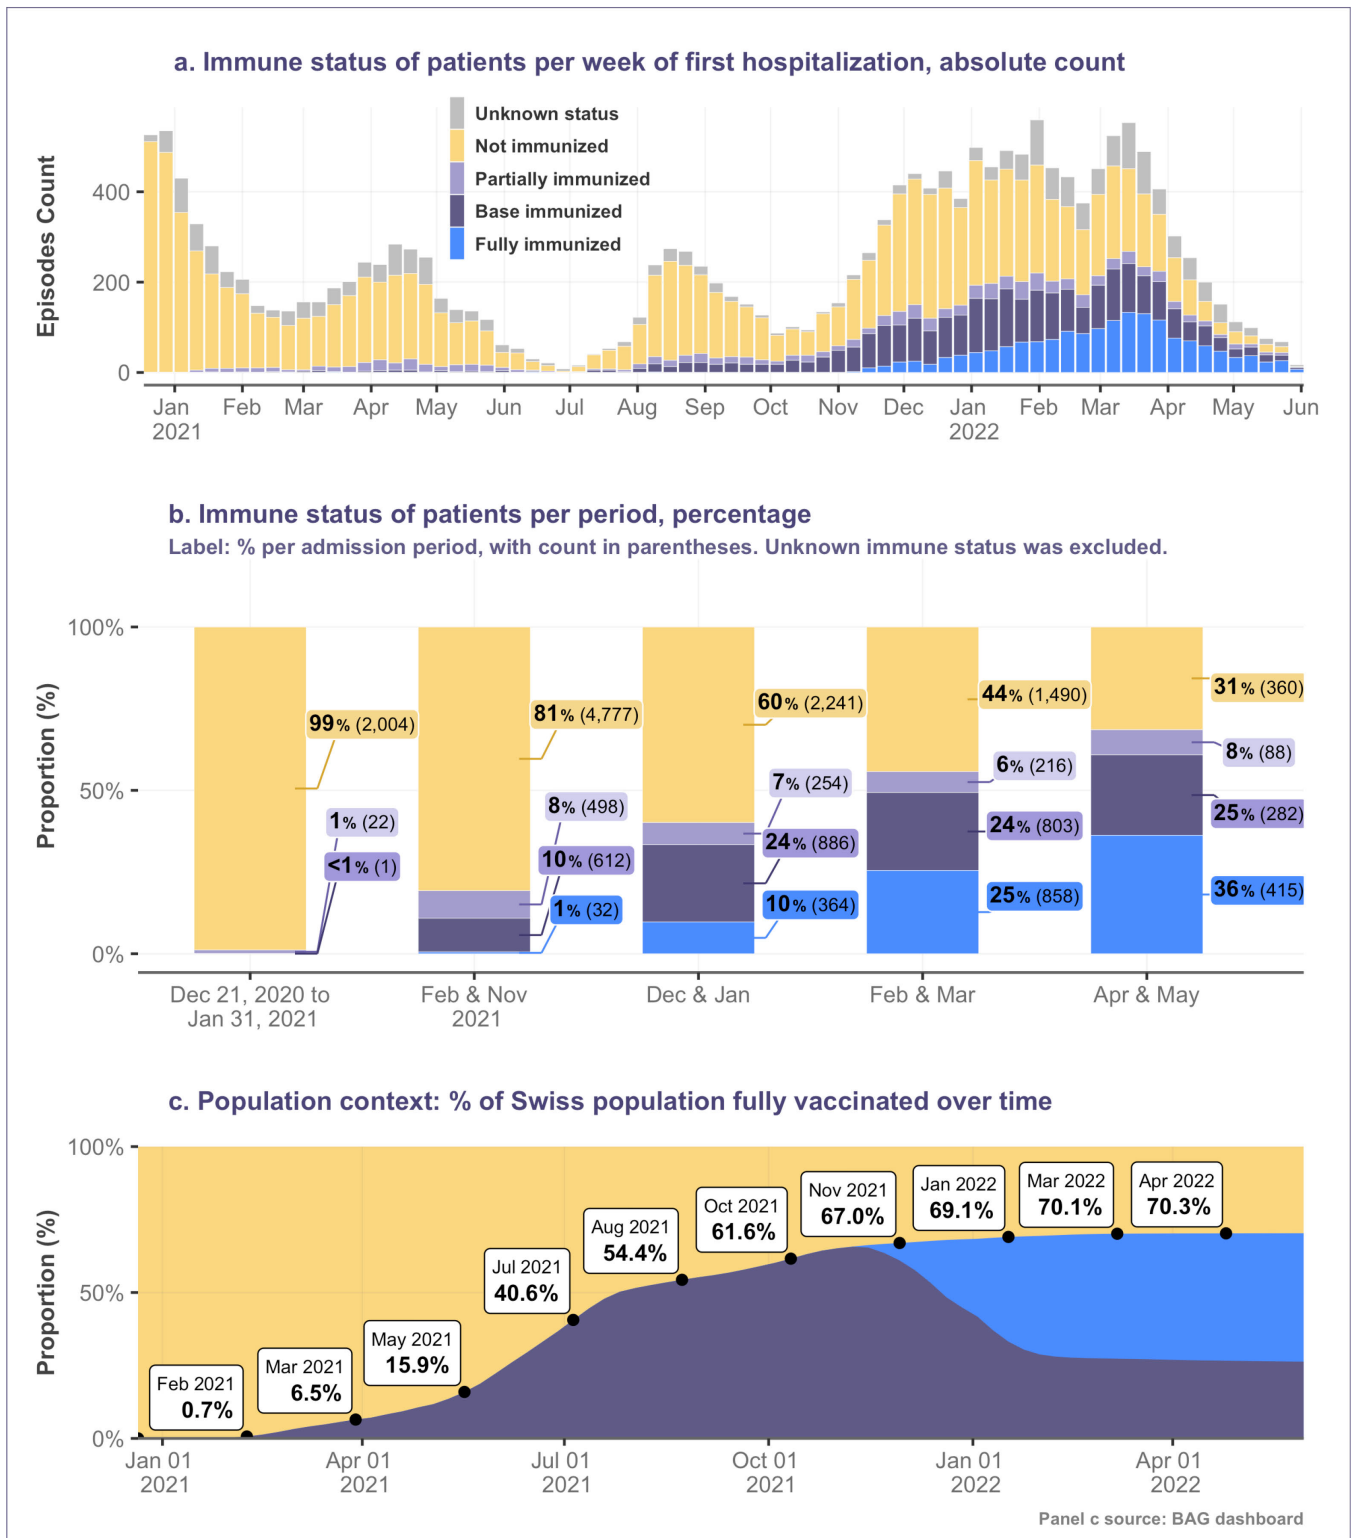 a. Immune status of patients per week of first hospitalization, absolute count
Unknown status
Not immunized
Partially immunized
Base immunized
Fully immunized
Episodes Count
400
200
0
Jan Feb Mar Apr May Jun Jul Aug Sep Oct Nov Dec Jan Feb Mar Apr May Jun
2021 2022
b. Immune status of patients per period, percentage
Label: % per admission period, with count in parentheses. Unknown immune status was excluded.
Proportion (%)
100%
50%
0%
99% (2,004)
1% (22)
<1% (1)
81% (4,777)
8% (498)
10% (612)
1% (32)
60% (2,241)
7% (254)
24% (886)
10% (364)
44% (1,490)
6% (216)
24% (803)
25% (858)
31% (360)
8% (88)
25% (282)
36% (415)
Dec 21, 2020 to Feb & Nov Dec & Jan Feb & Mar Apr & May
Jan 31, 2021 2021
c. Population context: % of Swiss population fully vaccinated over time
Proportion (%)
100%
50%
0%
Feb 2021
0.7%
Mar 2021
6.5%
May 2021
15.9%
Jul 2021
40.6%
Aug 2021
54.4%
Oct 2021
61.6%
Nov 2021
67.0%
Jan 2022
69.1%
Mar 2022
70.1%
Apr 2022
70.3%
Jan 01 Apr 01 Jul 01 Oct 01 Jan 01 Apr 01
2021 2021 2021 2021 2022 2022
Panel c source: BAG dashboard